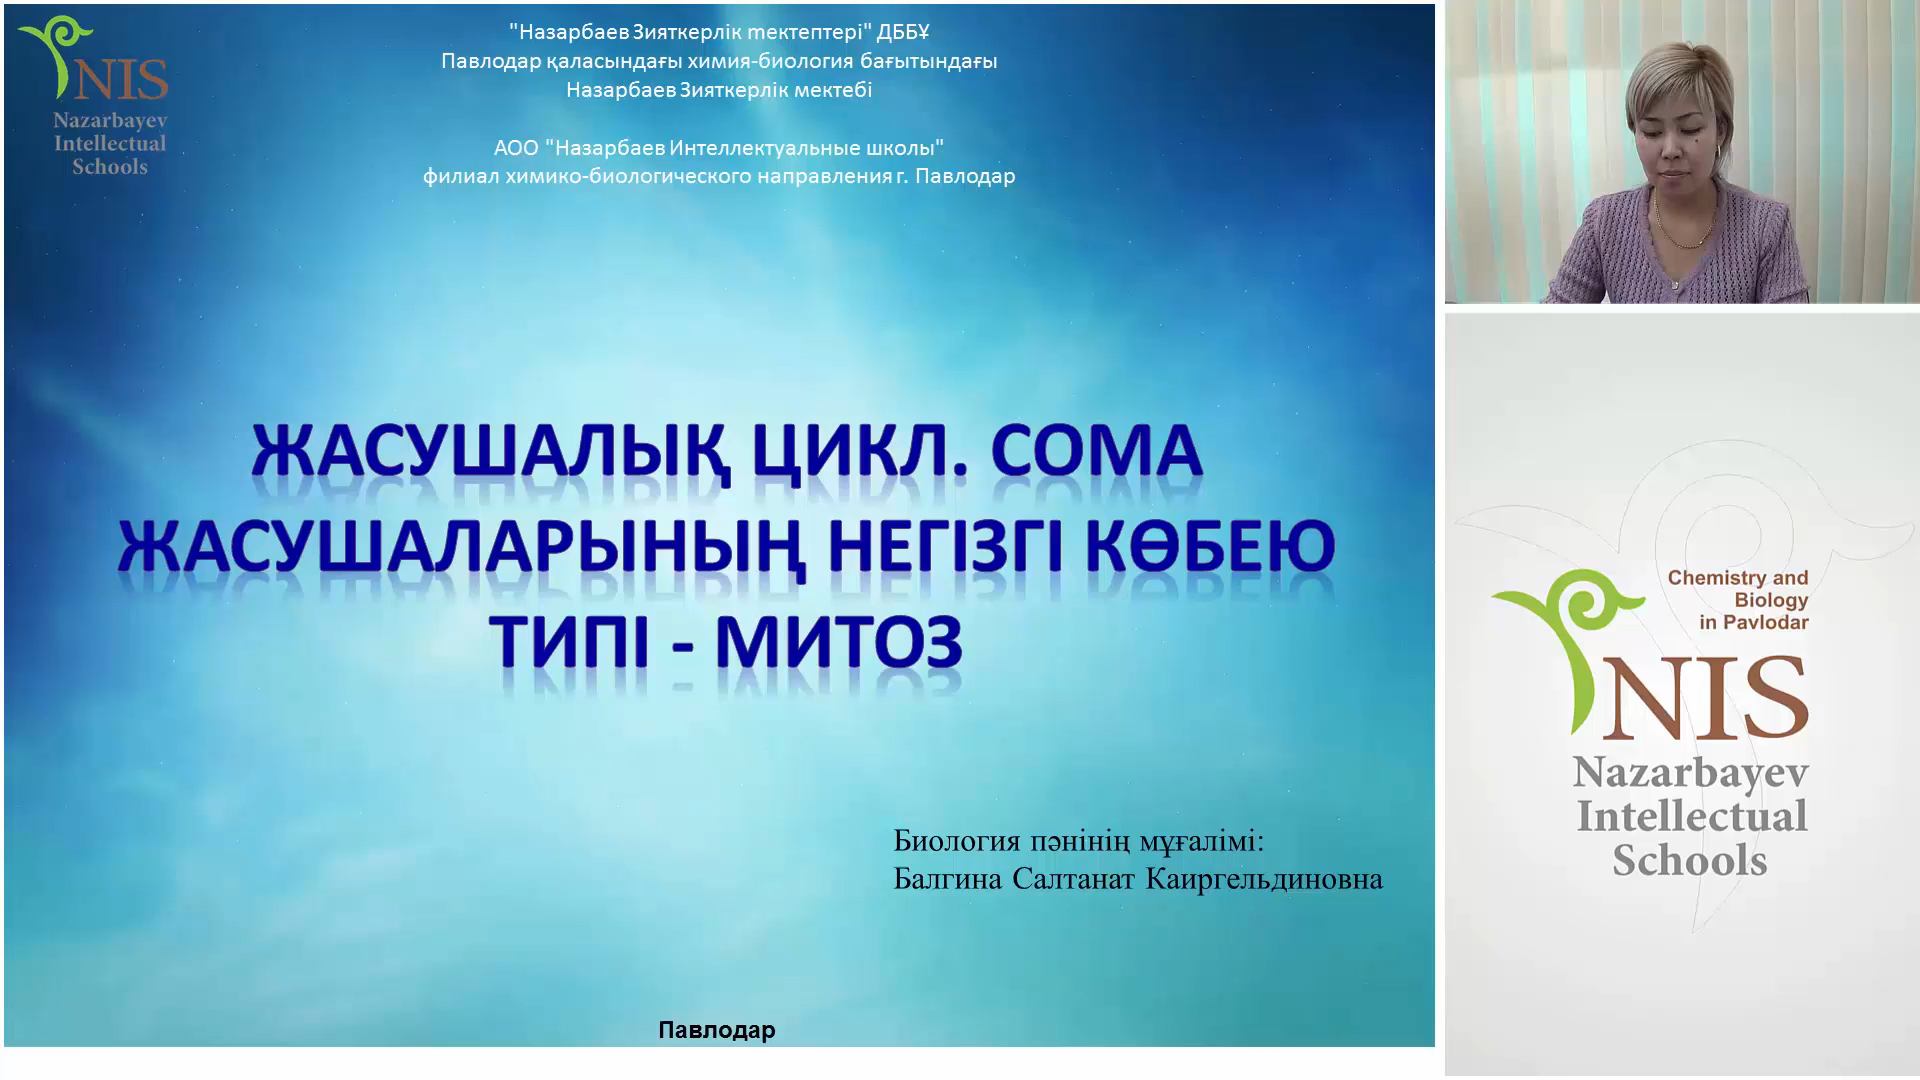 NIS
Nazarbayev
Intellectual
Schools
"Назарбаев Зияткерлік mектептері" ДББҰ
Павлодар қаласындағы химия-биология бағытындағы
Назарбаев Зияткерлік мектебі
АОО "Назарбаев Интеллектуальные школы"
филиал химико-биологического направления г. Павлодар
ЖАСУШАЛЫҚ ЦИКЛ. СОМА
ЖАСУШАЛАРЫНЫҢ НЕГІЗГІ КӨБЕЮ
ТИПІ - МИТОЗ
Биология пәнінің мұғалімі:
Балгина Салтанат Каиргельдиновна
Павлодар
Chemistry and
Biology
in Pavlodar
NIS
Nazarbayev
Intellectual
Schools